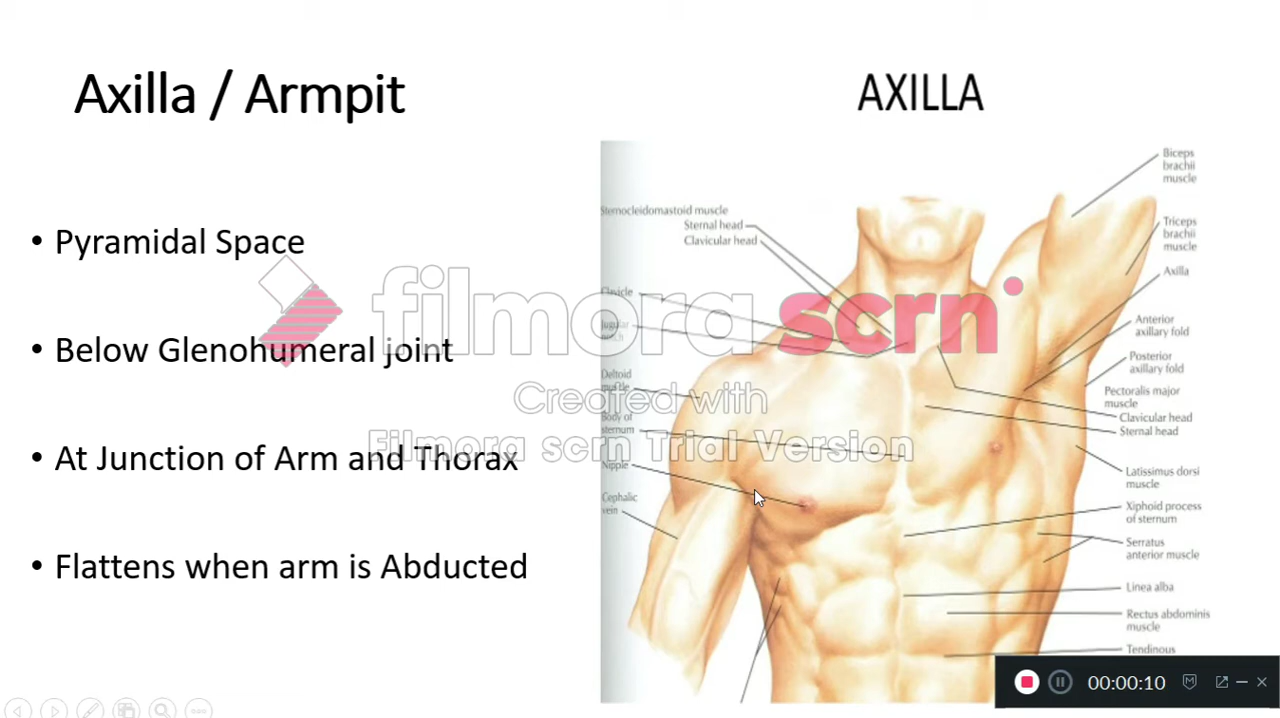 Axilla / Armpit
• Pyramidal Space
• Below Glenohumeral joint
• At Junction of Arm and Thorax
• Flattens when arm is Abducted
AXILLA
Sternocleidomastoid muscle
Sternal head
Clavicular head
Clavicle
Jugular
notch
Deltoid
muscle
Body of
sternum
Nipple
Cephalic
vein
Biceps
brachii
muscle
Triceps
brachii
muscle
Axilla
Anterior
axillary fold
Posterior
axillary fold
Pectoralis major
muscle
Clavicular head
Sternal head
Latissimus dorsi
muscle
Xiphoid process
of sternum
Serratus
anterior muscle
Linea alba
Rectus abdominis
muscle
Tendinous
filmora scrn
Created with
Filmora scrn Trial Version
00:00:10